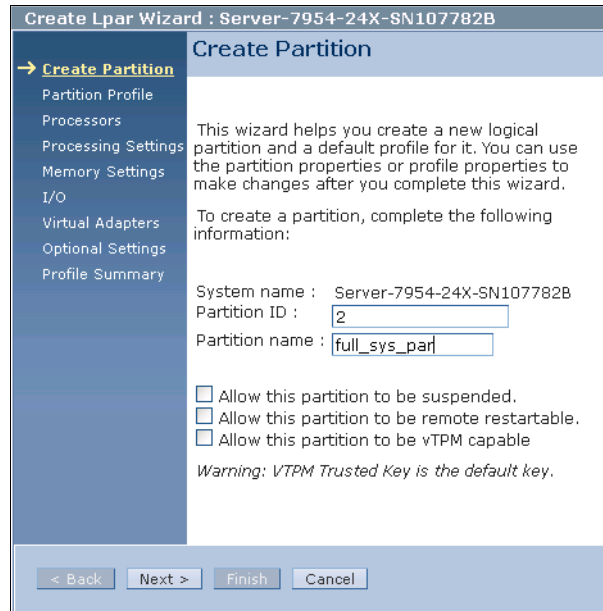 Create Lpar Wizard : Server-7954-24X-SN107782B
Create Partition
Partition Profile
Processors
Processing Settings
Memory Settings
I/O
Virtual Adapters
Optional Settings
Profile Summary
Create Partition
This wizard helps you create a new logical
partition and a default profile for it. You can use
the partition properties or profile properties to
make changes after you complete this wizard.
To create a partition, complete the following
information:
System name : Server-7954-24X-SN107782B
Partition ID : 2
Partition name : full_sys_par
Allow this partition to be suspended.
Allow this partition to be remote restartable.
Allow this partition to be vTPM capable
Warning: VTPM Trusted Key is the default key.
< Back Next > Finish Cancel